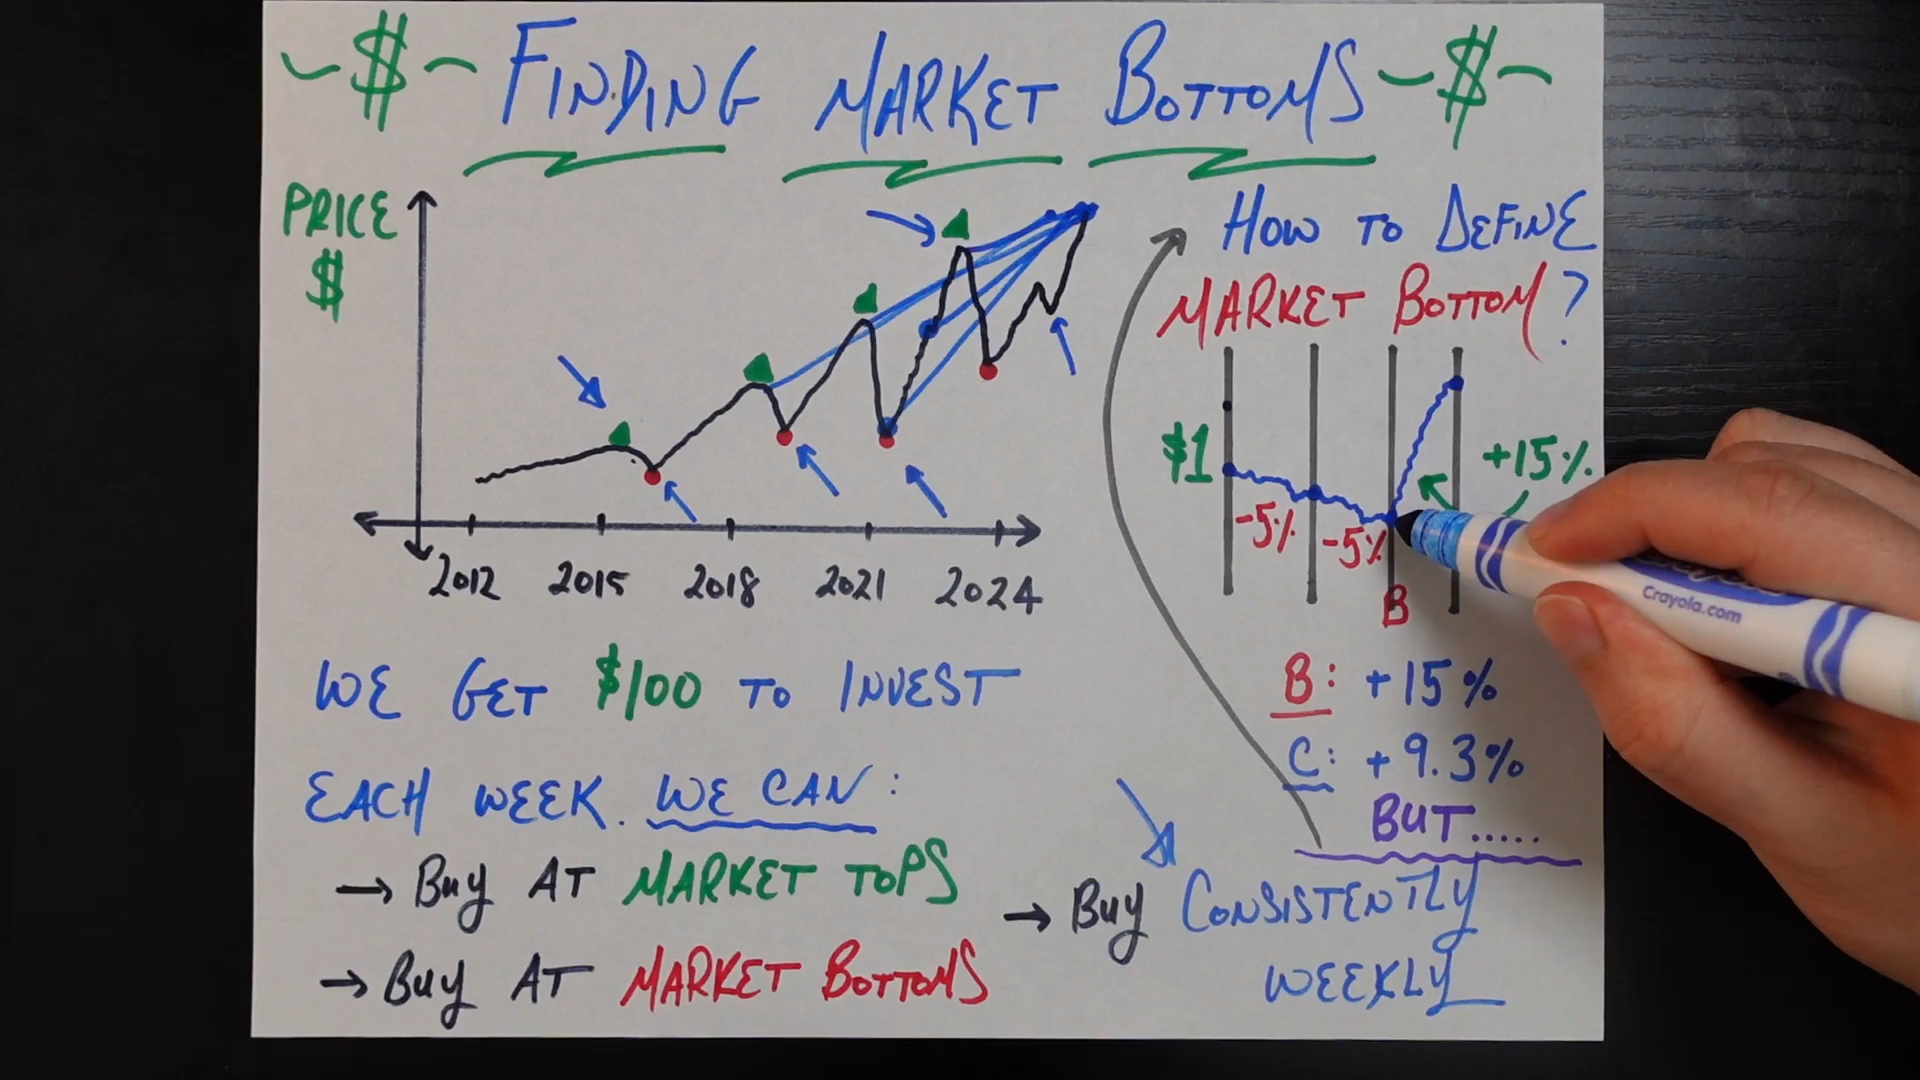 ~$~ FINDING MARKET BOTTOMS ~$~
PRICE
$
2012 2015 2018 2021 2024
HOW TO DEFINE
MARKET BOTTOM?
$1
-5% -5% +15%
B
Crayola.com
B: +15%
C: +9.3%
BUT.....
WE GET $100 TO INVEST
EACH WEEK. WE CAN:
→ Buy AT MARKET TOPS
→ Buy AT MARKET BOTTOMS
→ Buy CONSISTENTLY
WEEKLY